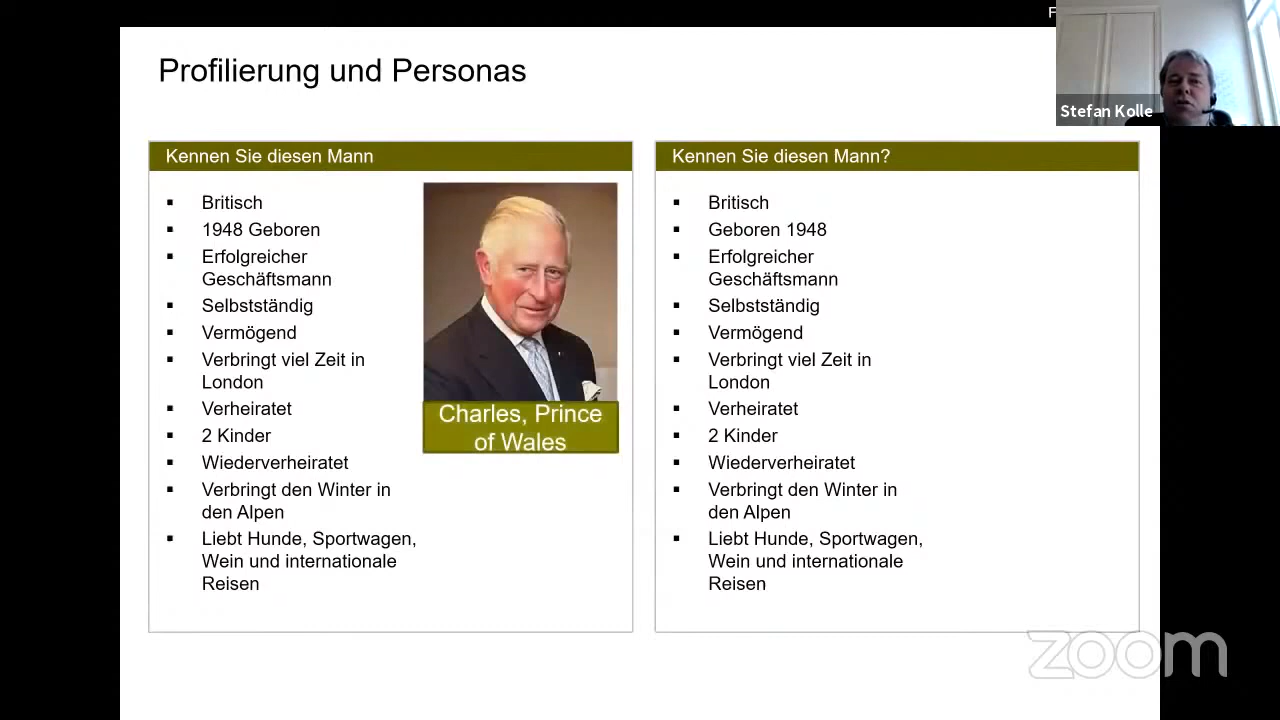 Profilierung und Personas
F
Stefan Kolle
Kennen Sie diesen Mann
Britisch
1948 Geboren
Erfolgreicher
Geschäftsmann
Selbstständig
Vermögend
Verbringt viel Zeit in
London
Verheiratet
2 Kinder
Wiederverheiratet
Verbringt den Winter in
den Alpen
Liebt Hunde, Sportwagen,
Wein und internationale
Reisen
Charles, Prince
of Wales
Kennen Sie diesen Mann?
Britisch
Geboren 1948
Erfolgreicher
Geschäftsmann
Selbstständig
Vermögend
Verbringt viel Zeit in
London
Verheiratet
2 Kinder
Wiederverheiratet
Verbringt den Winter in
den Alpen
Liebt Hunde, Sportwagen,
Wein und internationale
Reisen
zoom